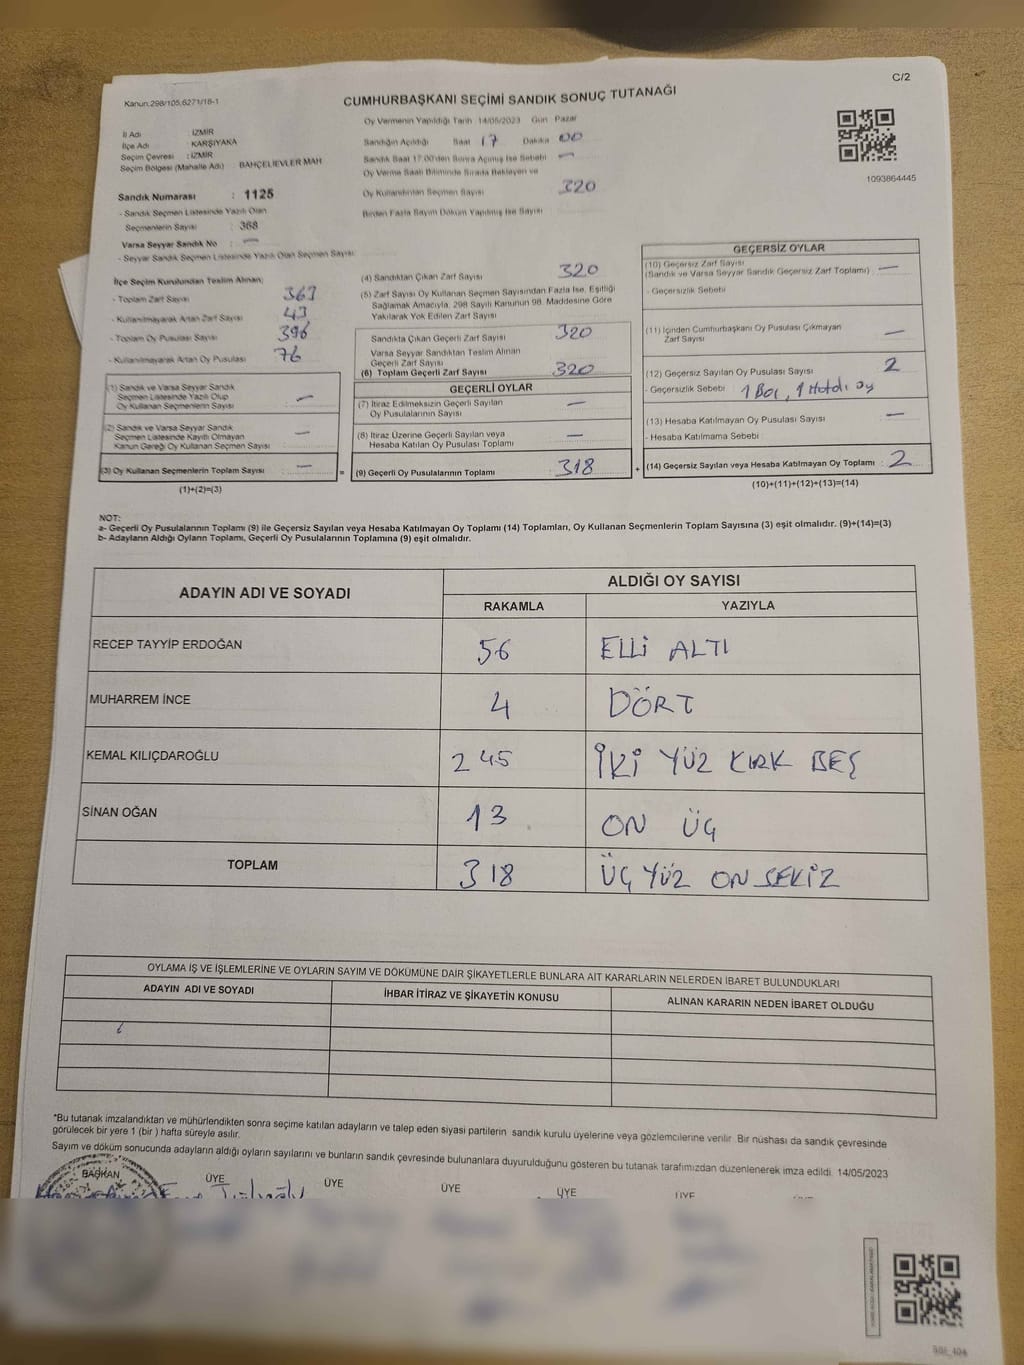 C/2
Kanun.298/105,6271/18-1
CUMHURBAŞKANI SEÇİMİ SANDIK SONUÇ TUTANAĞI
İl Adı : İZMİR
İlçe Adı : KARŞIYAKA
Seçim Çevresi : İZMİR
Seçim Bölgesi (Mahalle Adı) : BAHÇELİEVLER MAH
Sandık Numarası : 1125
- Sandık Seçmen Listesinde Yazılı Olan
Seçmenlerin Sayısı : 368
Varsa Seyyar Sandık No : —
- Seyyar Sandık Seçmen Listesinde Yazılı Olan Seçmen Sayısı:
Oy Vermenin Yapıldığı Tarih 14/05/2023 Gün Pazar
Sandığın Açıldığı Saat 17 Dakika 00
Sandık Saat 17.00'den Sonra Açılmış İse Sebebi —
Oy Verme Saati Bitiminde Sırada Bekleyen ve
Oy Kullandırılan Seçmen Sayısı 320
Birden Fazla Sayım Döküm Yapılmış İse Sayısı
1093864445
İlçe Seçim Kurulundan Teslim Alınan;
- Toplam Zarf Sayısı 363
- Kullanılmayarak Artan Zarf Sayısı 43
- Toplam Oy Pusulası Sayısı 396
- Kullanılmayarak Artan Oy Pusulası 76
(1) Sandık ve Varsa Seyyar Sandık
Seçmen Listesinde Yazılı Olup
Oy Kullanan Seçmenlerin Sayısı —
(2) Sandık ve Varsa Seyyar Sandık
Seçmen Listesinde Kayıtlı Olmayan
Kanun Gereği Oy Kullanan Seçmen Sayısı —
(3) Oy Kullanan Seçmenlerin Toplam Sayısı —
(1)+(2)=(3)
(4) Sandıktan Çıkan Zarf Sayısı 320
(5) Zarf Sayısı Oy Kullanan Seçmen Sayısından Fazla İse, Eşitliği
Sağlamak Amacıyla, 298 Sayılı Kanunun 98. Maddesine Göre
Yakılarak Yok Edilen Zarf Sayısı
Sandıkta Çıkan Geçerli Zarf Sayısı 320
Varsa Seyyar Sandıktan Teslim Alınan
Geçerli Zarf Sayısı
(6) Toplam Geçerli Zarf Sayısı 320
GEÇERLİ OYLAR
(7) İtiraz Edilmeksizin Geçerli Sayılan
Oy Pusulalarının Sayısı —
(8) İtiraz Üzerine Geçerli Sayılan veya
Hesaba Katılan Oy Pusulaları Toplamı —
= (9) Geçerli Oy Pusulalarının Toplamı 318
GEÇERSİZ OYLAR
(10) Geçersiz Zarf Sayısı
(Sandık ve Varsa Seyyar Sandık Geçersiz Zarf Toplamı) —
- Geçersizlik Sebebi
(11) İçinden Cumhurbaşkanı Oy Pusulası Çıkmayan
Zarf Sayısı —
(12) Geçersiz Sayılan Oy Pusulası Sayısı 2
- Geçersizlik Sebebi : 1 Boş, 1 Hatalı oy
(13) Hesaba Katılmayan Oy Pusulası Sayısı —
- Hesaba Katılmama Sebebi
+ (14) Geçersiz Sayılan veya Hesaba Katılmayan Oy Toplamı : 2
(10)+(11)+(12)+(13)=(14)
NOT:
a- Geçerli Oy Pusulalarının Toplamı (9) ile Geçersiz Sayılan veya Hesaba Katılmayan Oy Toplamı (14) Toplamları, Oy Kullanan Seçmenlerin Toplam Sayısına (3) eşit olmalıdır. (9)+(14)=(3)
b- Adayların Aldığı Oyların Toplamı, Geçerli Oy Pusulalarının Toplamına (9) eşit olmalıdır.
ADAYIN ADI VE SOYADI ALDIĞI OY SAYISI
RAKAMLA YAZIYLA
RECEP TAYYİP ERDOĞAN 56 ELLİ ALTI
MUHARREM İNCE 4 DÖRT
KEMAL KILIÇDAROĞLU 245 İKİ YÜZ KIRK BEŞ
SİNAN OĞAN 13 ON ÜÇ
TOPLAM 318 ÜÇ YÜZ ON SEKİZ
OYLAMA İŞ VE İŞLEMLERİNE VE OYLARIN SAYIM VE DÖKÜMÜNE DAİR ŞİKAYETLERLE BUNLARA AİT KARARLARIN NELERDEN İBARET BULUNDUKLARI
ADAYIN ADI VE SOYADI İHBAR İTİRAZ VE ŞİKAYETİN KONUSU ALINAN KARARIN NEDEN İBARET OLDUĞU
*Bu tutanak imzalandıktan ve mühürlendikten sonra seçime katılan adayların ve talep eden siyasi partilerin sandık kurulu üyelerine veya gözlemcilerine verilir. Bir nüshası da sandık çevresinde
görülecek bir yere 1 (bir ) hafta süreyle asılır.
Sayım ve döküm sonucunda adayların aldığı oyların sayılarını ve bunların sandık çevresinde bulunanlara duyurulduğunu gösteren bu tutanak tarafımızdan düzenlenerek imza edildi. 14/05/2023
BAŞKAN ÜYE ÜYE ÜYE ÜYE ÜYE